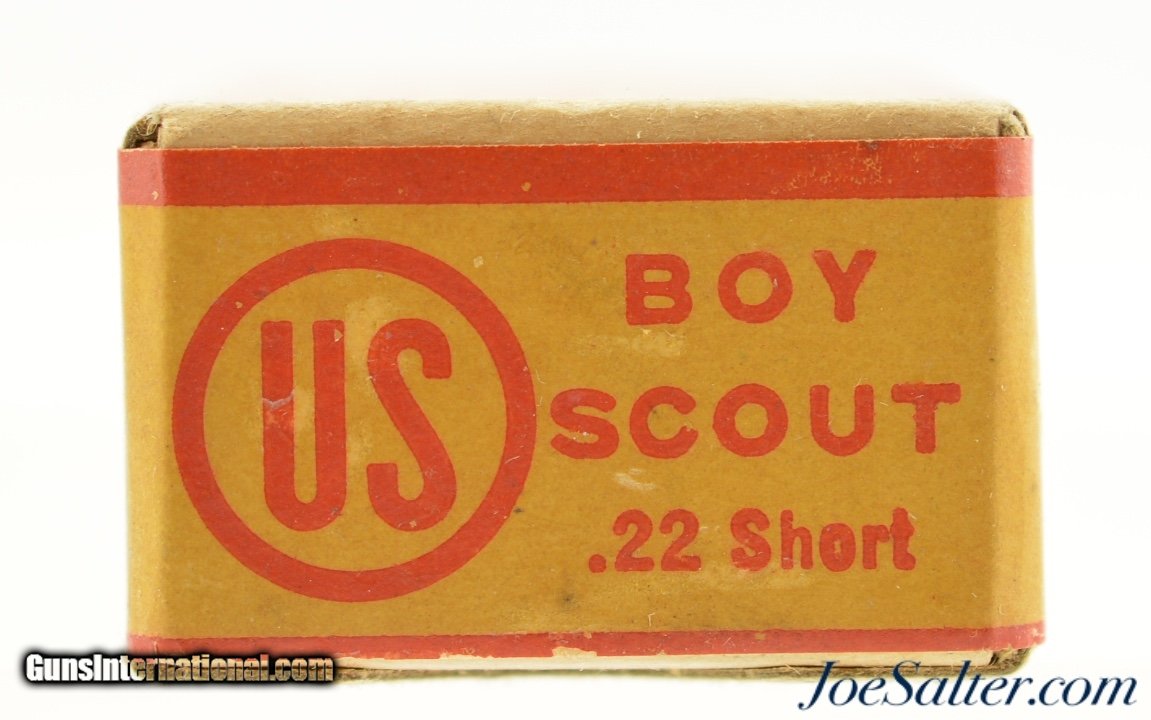 US
BOY
SCOUT
.22 Short
GunsInternational.com
JoeSalter.com